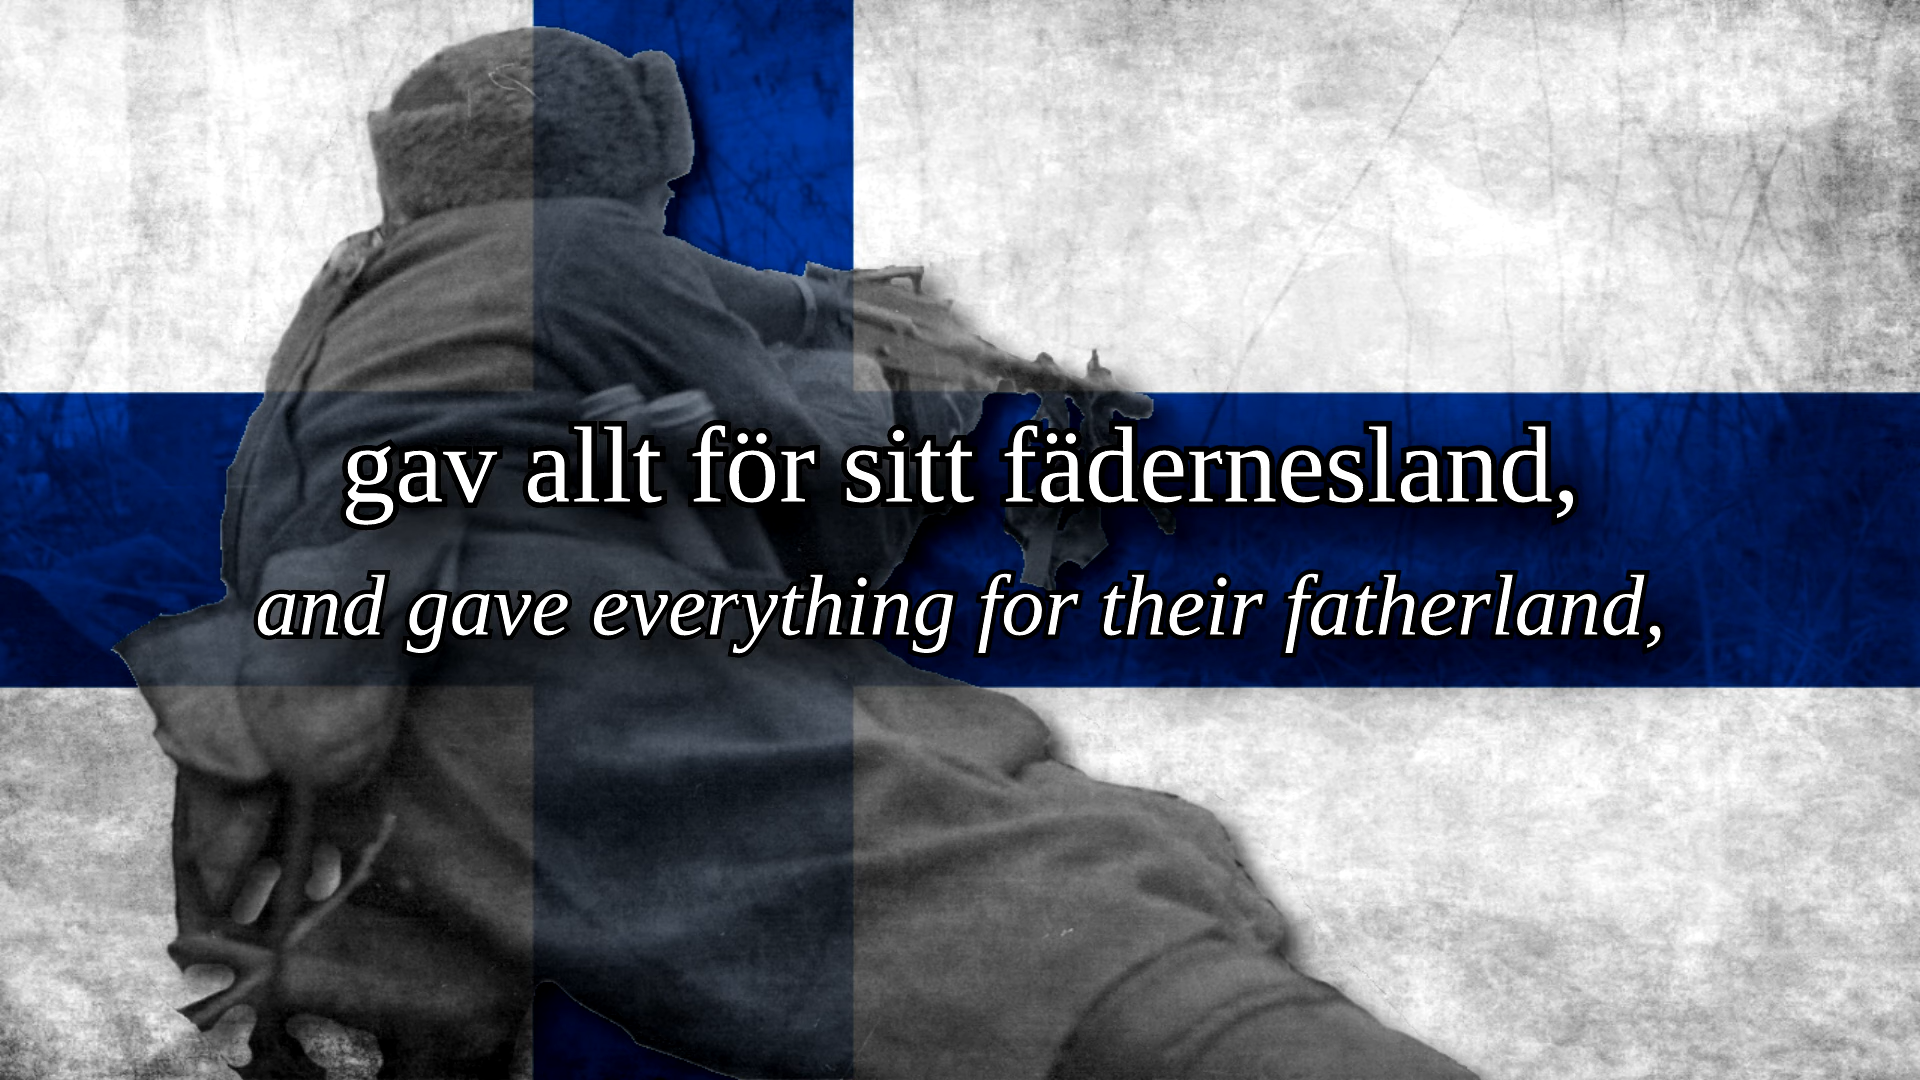 gav allt för sitt fädernesland,
and gave everything for their fatherland,